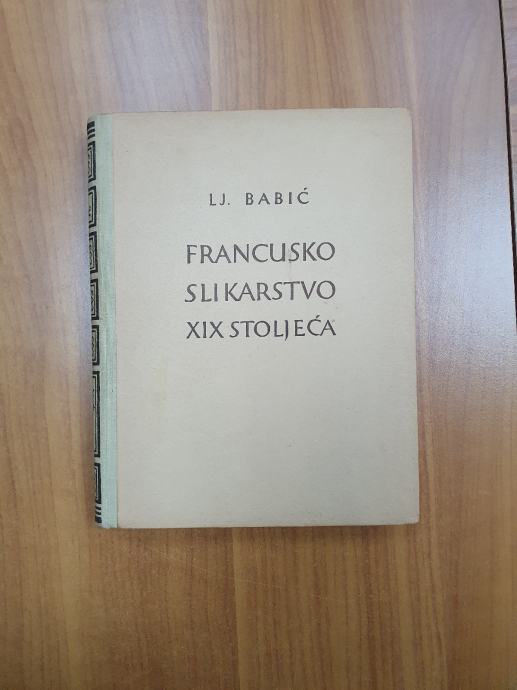 LJ. BABIĆ
FRANCUSKO
SLIKARSTVO
XIX STOLJEĆA